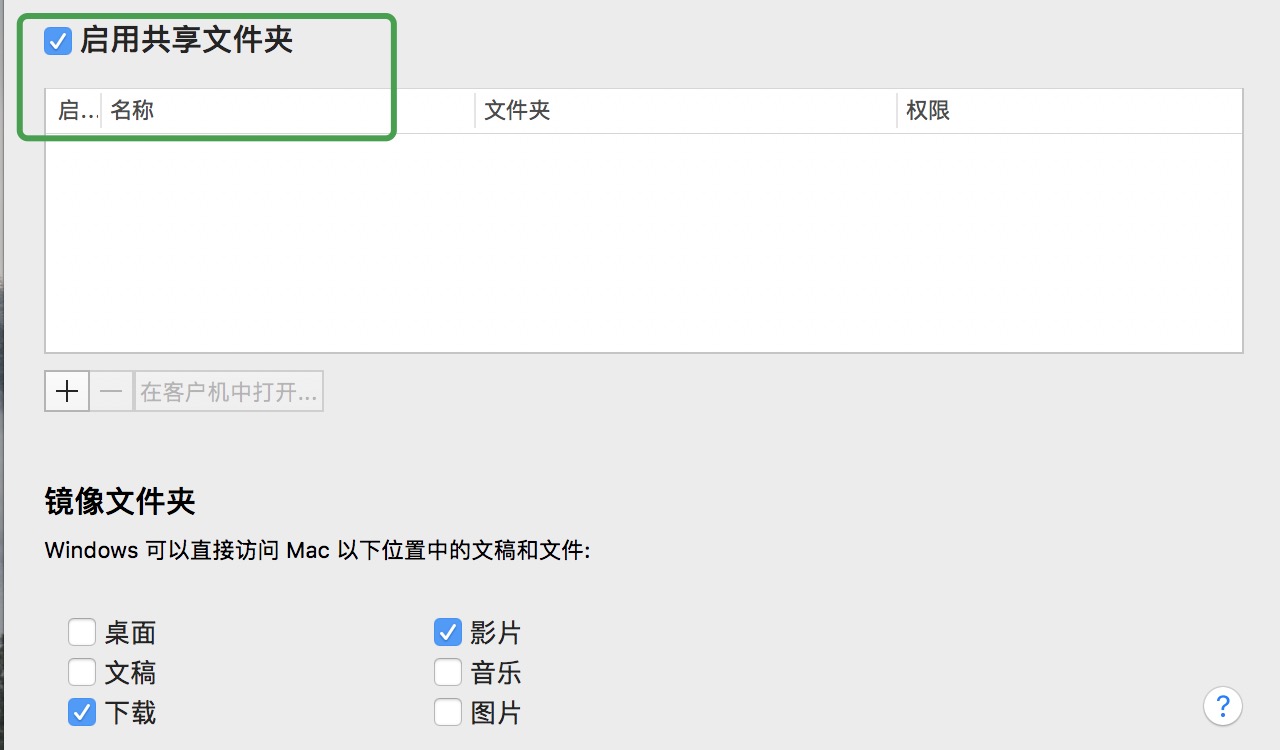 启用共享文件夹
启... 名称 文件夹 权限
在客户机中打开...
镜像文件夹
Windows 可以直接访问 Mac 以下位置中的文稿和文件:
桌面 影片
文稿 音乐
下载 图片
?